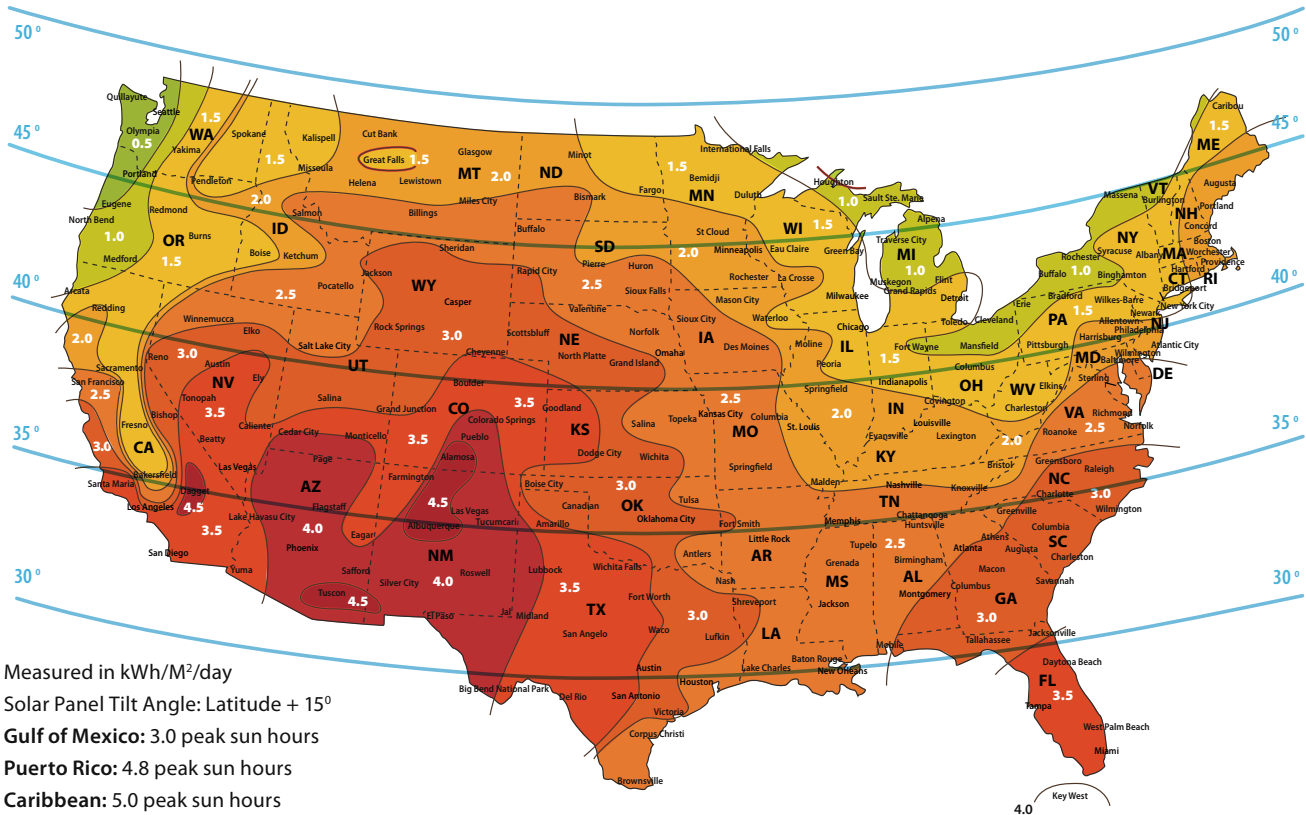 50 º
50 º
Quillayute
Seattle
Caribou
45 º
1.5
WA
Spokane
Kalispell
Cut Bank
1.5
45 º
Olympia
0.5
Yakima
1.5
Great Falls
1.5
Glasgow
Minot
International Falls
ME
Portland
Pendleton
Missoula
Helena
Lewistown
MT
2.0
ND
1.5
Bemidji
Houghton
Massena
VT
Augusta
Eugene
Redmond
2.0
Salmon
Billings
Miles City
Bismarck
Fargo
MN
Duluth
1.0
Sault Ste. Marie
Burlington
NH
Portland
North Bend
1.0
OR
Burns
ID
Buffalo
St Cloud
WI
1.5
Alpena
NY
Concord
Medford
1.5
Boise
Ketchum
Sheridan
SD
2.0
Minneapolis
Eau Claire
Green Bay
Traverse City
MI
Syracuse
Albany
MA
Boston
Worcester
40 º
Arcata
Jackson
Rapid City
Pierre
Huron
Rochester
La Crosse
1.0
Muskegon
Flint
Rochester
Buffalo
1.0
Binghamton
Hartford
Providence
CT
RI
40 º
Redding
2.5
Pocatello
WY
Casper
2.5
Sioux Falls
Mason City
Milwaukee
Grand Rapids
Detroit
Erie
Bradford
Wilkes-Barre
Bridgeport
New York City
Winnemucca
Elko
Rock Springs
3.0
Scottsbluff
Valentine
Norfolk
Sioux City
Waterloo
Chicago
Toledo
Cleveland
PA
1.5
Allentown
Newark
NJ
2.0
Reno
3.0
Austin
Salt Lake City
UT
Cheyenne
NE
North Platte
Grand Island
Omaha
IA
Des Moines
Moline
IL
Peoria
1.5
Fort Wayne
Mansfield
Pittsburgh
Harrisburg
Philadelphia
Atlantic City
Sacramento
San Francisco
2.5
NV
Ely
Boulder
Springfield
Indianapolis
Columbus
OH
WV
Elkins
MD
Baltimore
Wilmington
DE
Sterling
Tonopah
3.5
Salina
Grand Junction
CO
3.5
Goodland
2.5
Kansas City
Columbia
2.0
IN
Covington
Charleston
VA
Richmond
35 º
Bishop
Fresno
Beatty
Caliente
Cedar City
Monticello
3.5
Colorado Springs
Pueblo
KS
Salina
Topeka
MO
St. Louis
Evansville
Louisville
Lexington
2.0
Roanoke
2.5
Norfolk
35 º
3.0
CA
Bakersfield
Las Vegas
Page
Alamosa
Dodge City
Wichita
Springfield
KY
Bristol
Greensboro
Raleigh
Santa Maria
Los Angeles
Dagget
4.5
AZ
Flagstaff
Farmington
4.5
Las Vegas
Boise City
3.0
Tulsa
Malden
Nashville
TN
Knoxville
NC
Charlotte
3.0
Wilmington
3.5
Lake Havasu City
4.0
Eagar
Albuquerque
Tucumcari
Canadian
Amarillo
OK
Oklahoma City
Fort Smith
Memphis
Chattanooga
Huntsville
Greenville
San Diego
Phoenix
NM
Little Rock
AR
Tupelo
2.5
Athens
Atlanta
Columbia
SC
Augusta
Charleston
30 º
Yuma
Safford
Silver City
4.0
Roswell
Lubbock
Wichita Falls
Antlers
Grenada
MS
Birmingham
AL
Macon
30 º
Tuscon
4.5
El Paso
Jal
Midland
3.5
TX
San Angelo
Fort Worth
Waco
Nash
Shreveport
3.0
Lufkin
LA
Jackson
Montgomery
Columbus
GA
3.0
Savannah
Austin
Lake Charles
Baton Rouge
New Orleans
Mobile
Tallahassee
Jacksonville
Big Bend National Park
Del Rio
San Antonio
Houston
Victoria
Daytona Beach
FL
3.5
Tampa
Corpus Christi
West Palm Beach
Miami
Brownsville
Key West
4.0
Measured in kWh/M²/day
Solar Panel Tilt Angle: Latitude + 15⁰
Gulf of Mexico: 3.0 peak sun hours
Puerto Rico: 4.8 peak sun hours
Caribbean: 5.0 peak sun hours